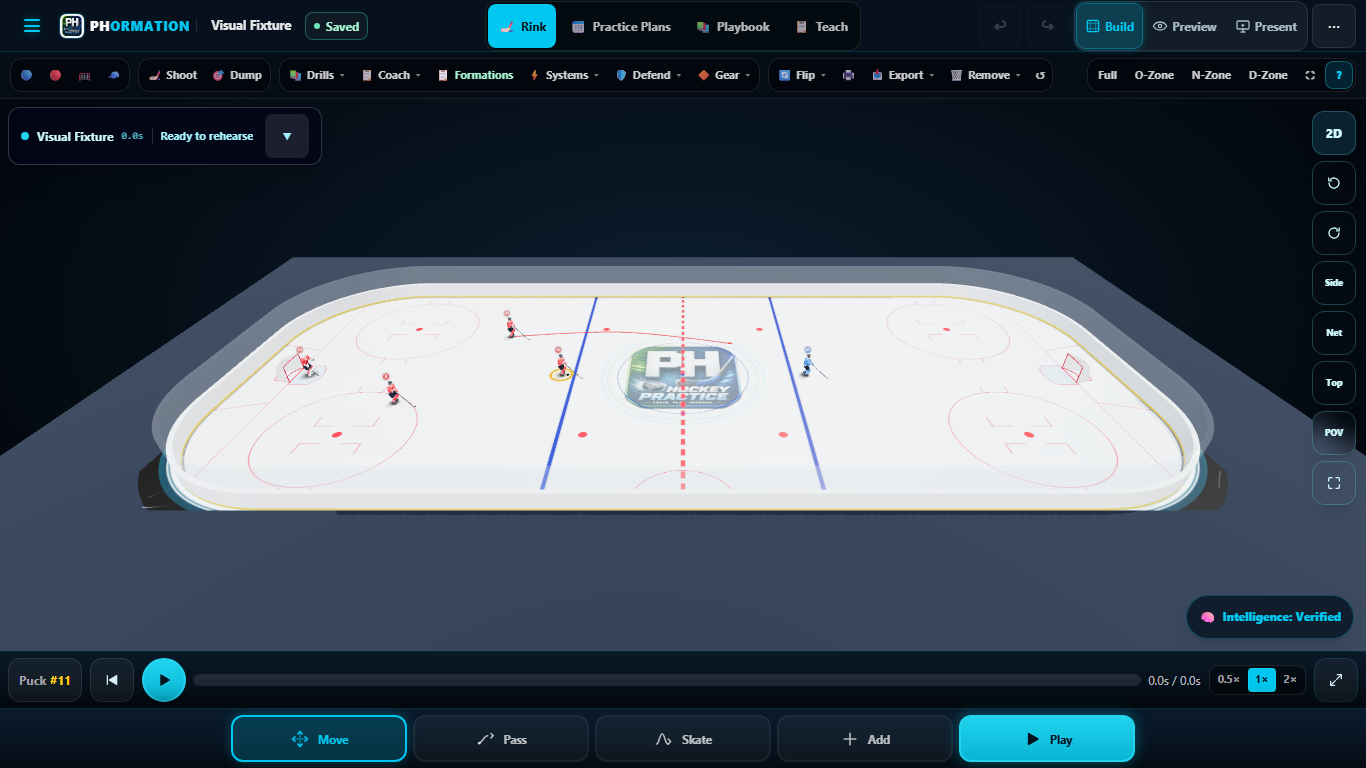 PH
PHORMATION
Visual Fixture
Saved
Rink
Practice Plans
Playbook
Teach
Build
Preview
Present
Shoot
Dump
Drills
Coach
Formations
Systems
Defend
Gear
Flip
Export
Remove
Full
O-Zone
N-Zone
D-Zone
?
Visual Fixture 0.0s Ready to rehearse
2D
Side
Net
Top
POV
PH
HOCKEY
PRACTICE
Intelligence: Verified
Puck #11
0.0s / 0.0s
0.5×
1×
2×
Move
Pass
Skate
Add
Play